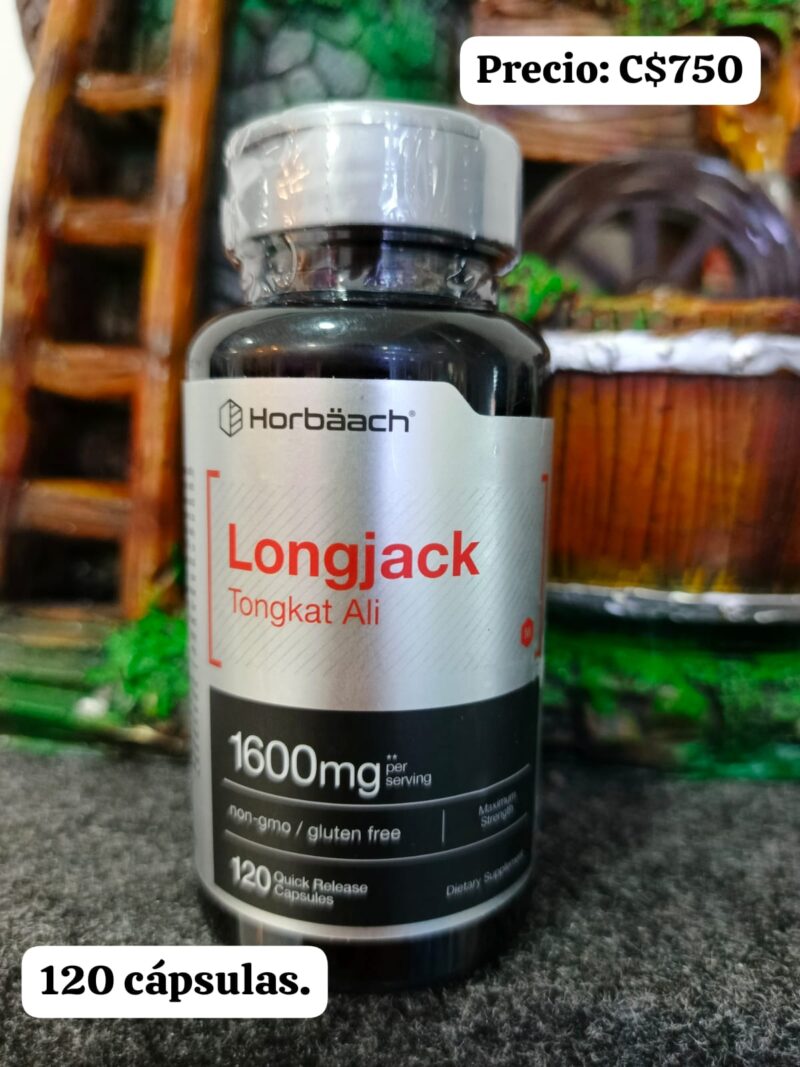 Precio: C$750
Horbäach®
Longjack
Tongkat Ali
1600mg** per serving
non-gmo / gluten free
Maximum Strength
120 Quick Release Capsules
Dietary Supplement
120 cápsulas.